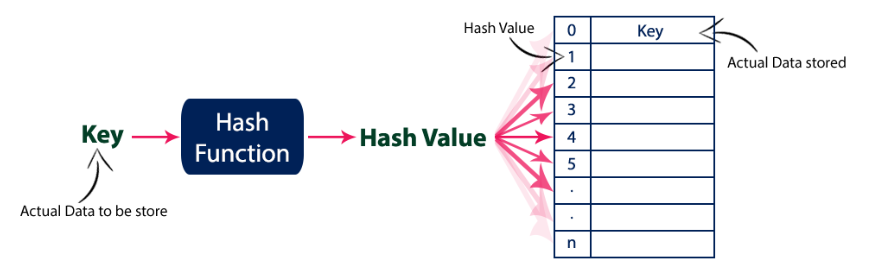 Hash Value
0 Key
1
Actual Data stored
2
3
Key
Hash
Function
Hash Value
4
5
.
.
n
Actual Data to be store